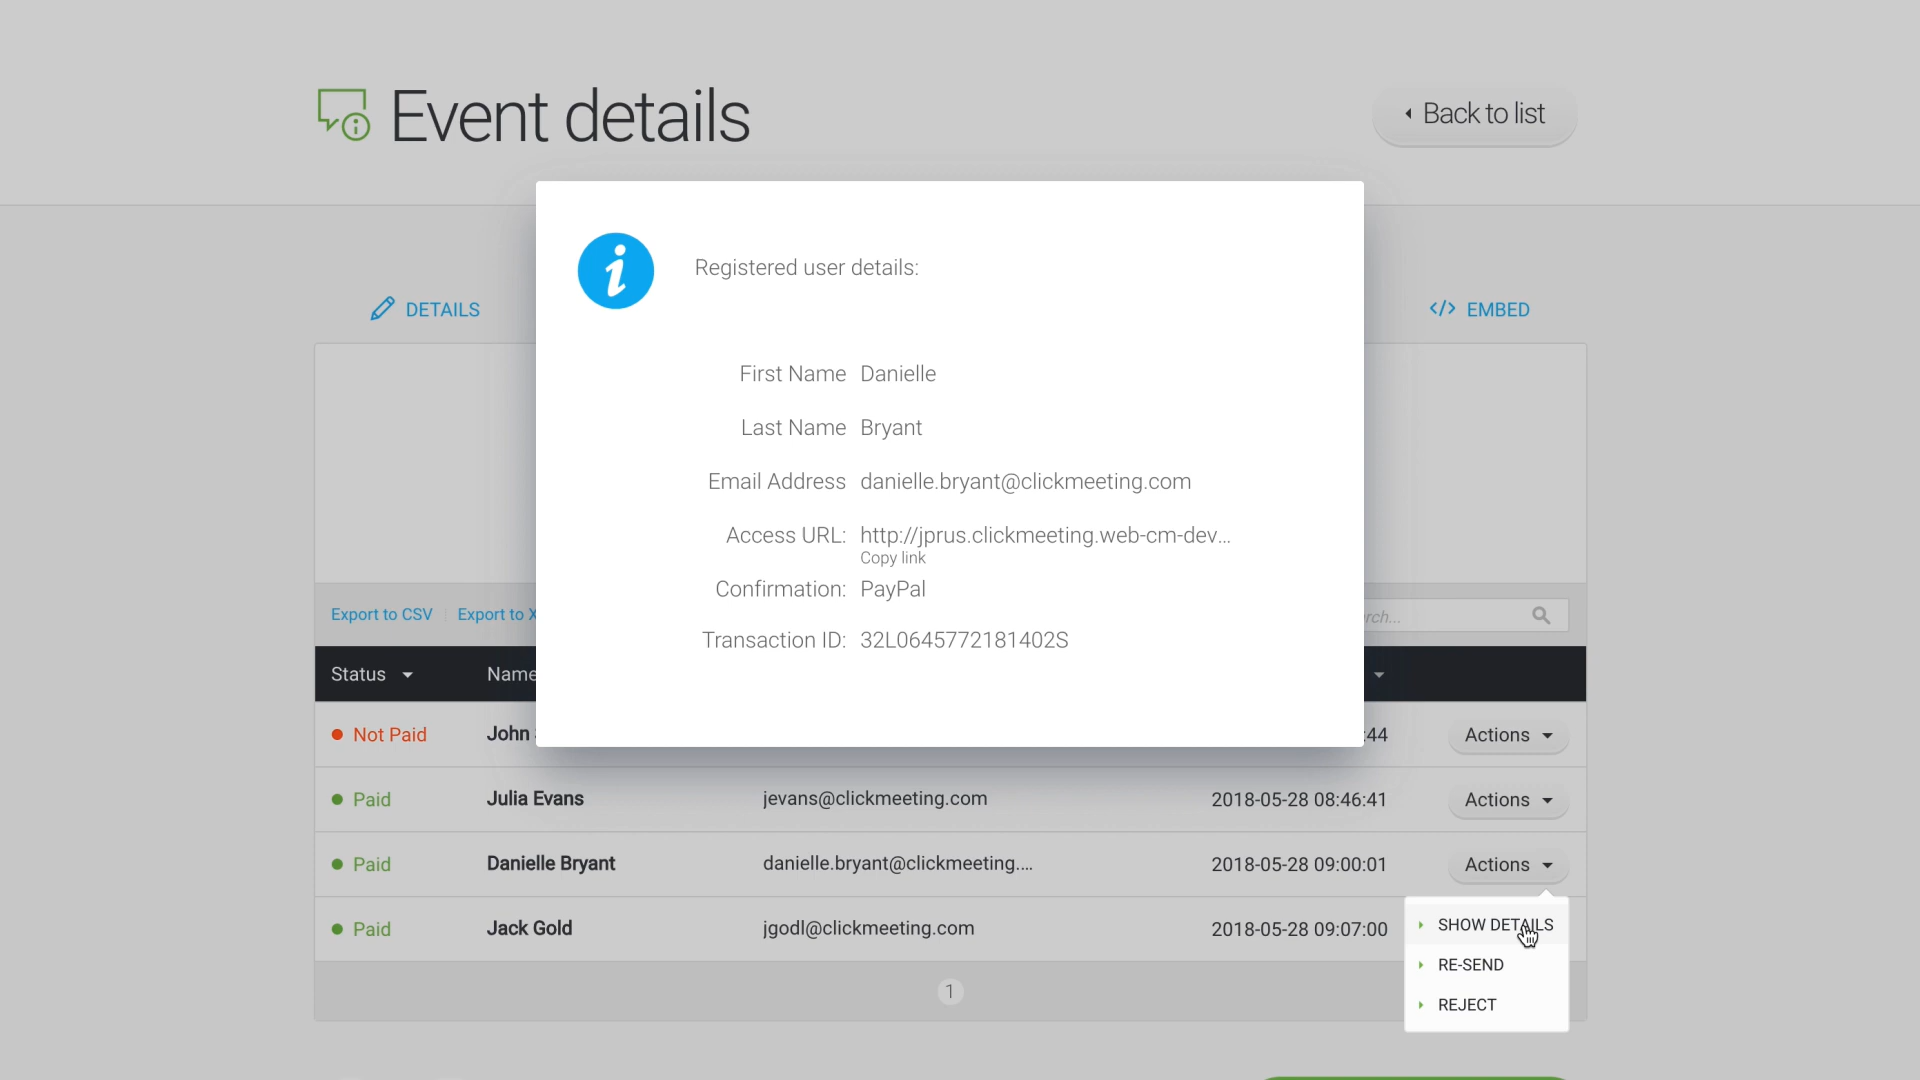 Event details
Back to list
Registered user details:
DETAILS
EMBED
First Name Danielle
Last Name Bryant
Email Address danielle.bryant@clickmeeting.com
Access URL: http://jprus.clickmeeting.web-cm-dev...
Copy link
Confirmation: PayPal
Transaction ID: 32L0645772181402S
Export to CSV Export to
Status Name
Not Paid John :44 Actions
Paid Julia Evans jevans@clickmeeting.com 2018-05-28 08:46:41 Actions
Paid Danielle Bryant danielle.bryant@clickmeeting.... 2018-05-28 09:00:01 Actions
Paid Jack Gold jgodl@clickmeeting.com 2018-05-28 09:07:00
SHOW DETAILS
RE-SEND
REJECT
1